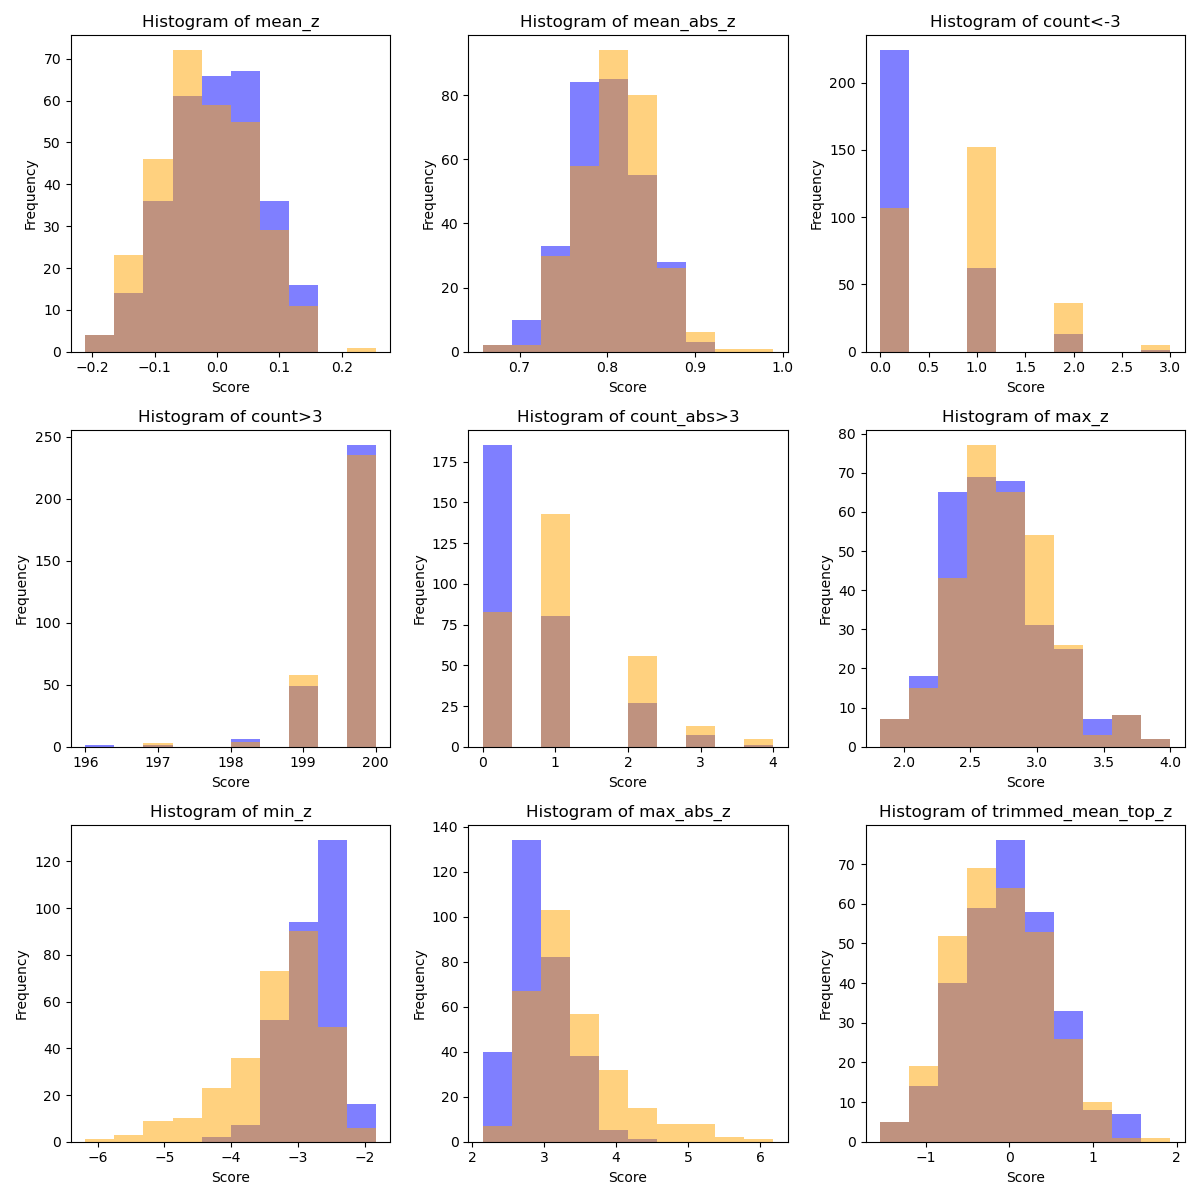 Histogram of mean_z
Frequency
70
60
50
40
30
20
10
0
−0.2 −0.1 0.0 0.1 0.2
Score
Histogram of mean_abs_z
Frequency
80
60
40
20
0
0.7 0.8 0.9 1.0
Score
Histogram of count<-3
Frequency
200
150
100
50
0
0.0 0.5 1.0 1.5 2.0 2.5 3.0
Score
Histogram of count>3
Frequency
250
200
150
100
50
0
196 197 198 199 200
Score
Histogram of count_abs>3
Frequency
175
150
125
100
75
50
25
0
0 1 2 3 4
Score
Histogram of max_z
Frequency
80
70
60
50
40
30
20
10
0
2.0 2.5 3.0 3.5 4.0
Score
Histogram of min_z
Frequency
120
100
80
60
40
20
0
−6 −5 −4 −3 −2
Score
Histogram of max_abs_z
Frequency
140
120
100
80
60
40
20
0
2 3 4 5 6
Score
Histogram of trimmed_mean_top_z
Frequency
70
60
50
40
30
20
10
0
−1 0 1 2
Score